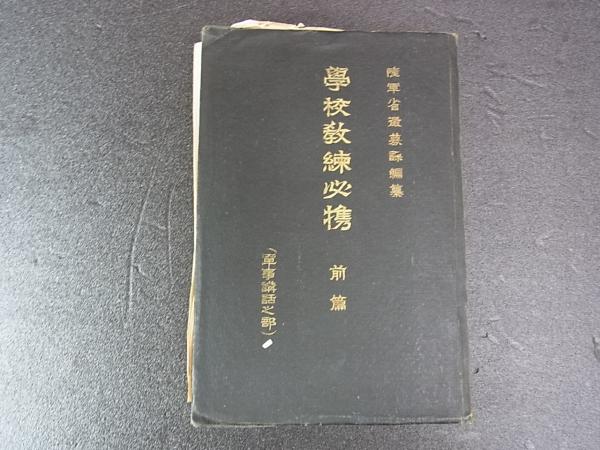 陸軍省徴募課編纂
學校教練必携 前篇
(軍事講話之部)